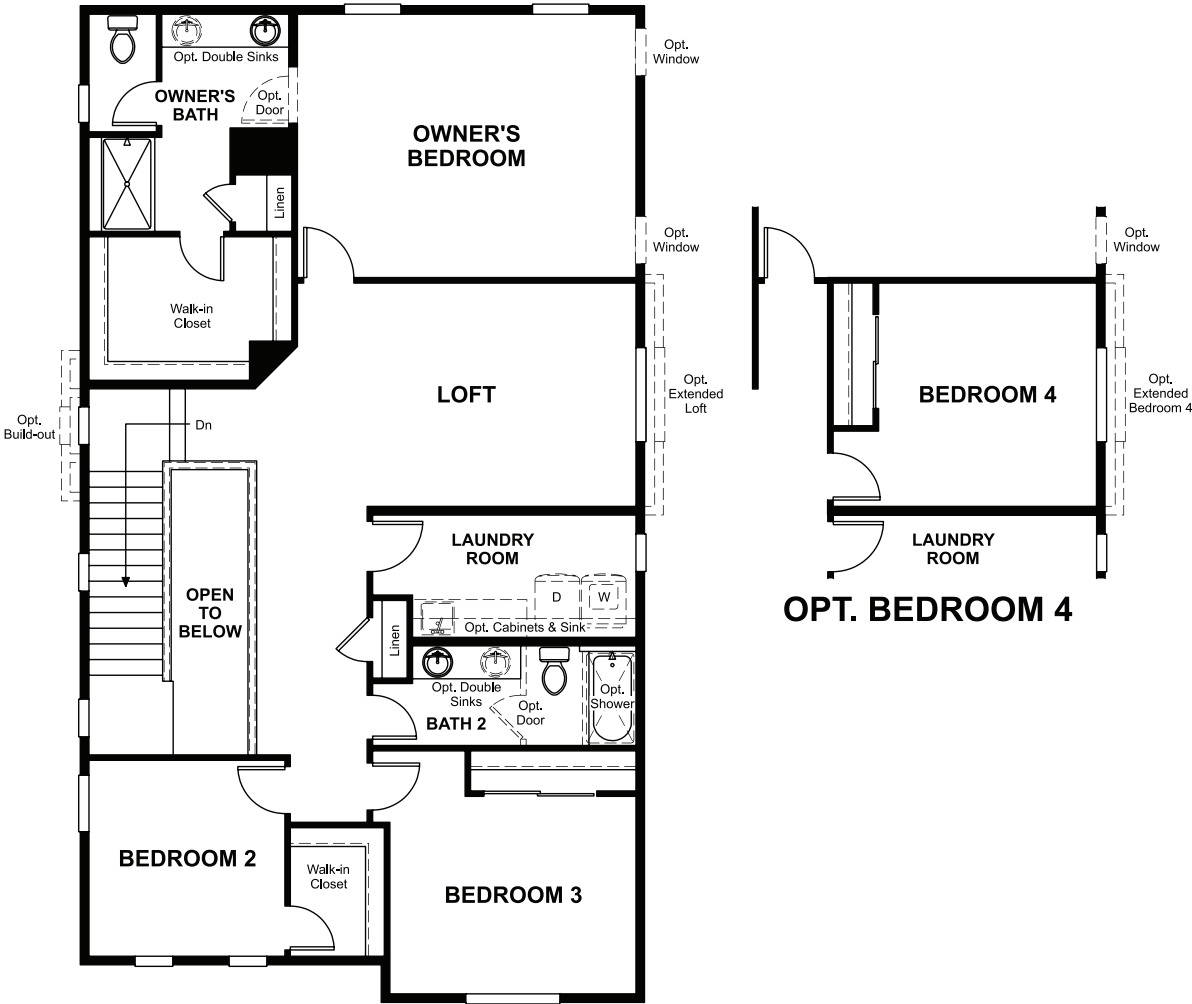 Opt. Double Sinks
OWNER'S
BATH
Opt.
Door
OWNER'S
BEDROOM
Opt.
Window
Linen
Opt.
Window
Walk-in
Closet
LOFT
Opt.
Extended
Loft
Opt.
Build-out
Dn
OPEN
TO
BELOW
LAUNDRY
ROOM
D
W
Opt. Cabinets & Sink
Linen
Opt. Double
Sinks
Opt.
Door
Opt.
Shower
BATH 2
BEDROOM 2
Walk-in
Closet
BEDROOM 3
Opt.
Window
BEDROOM 4
Opt.
Extended
Bedroom 4
LAUNDRY
ROOM
OPT. BEDROOM 4